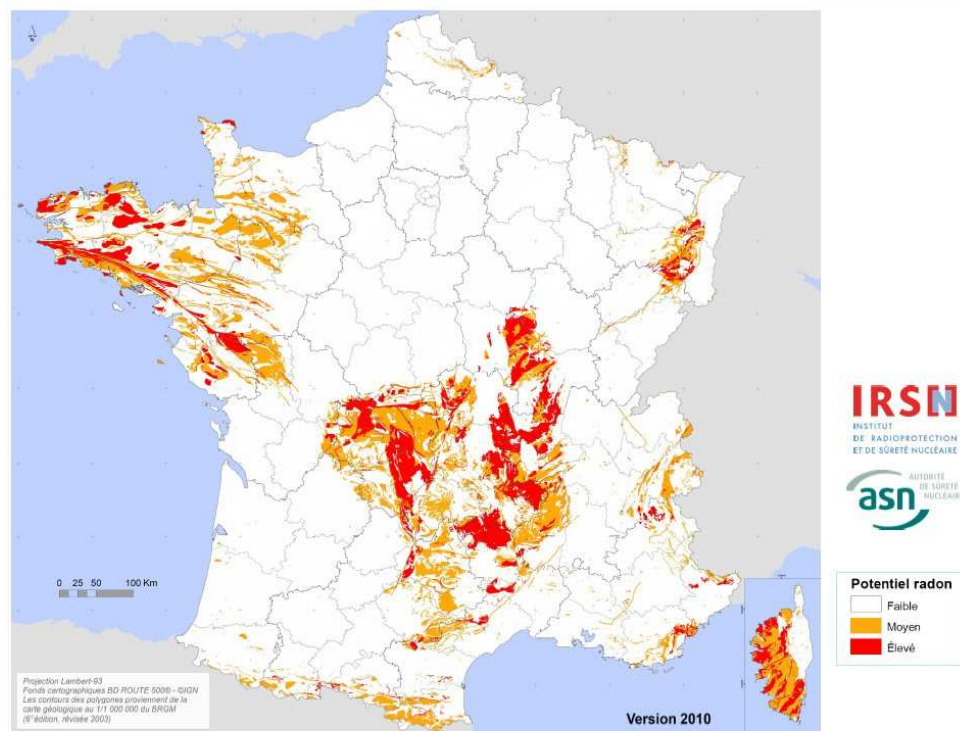 IRSN
INSTITUT
DE RADIOPROTECTION
ET DE SÛRETÉ NUCLÉAIRE
asn
AUTORITÉ
DE SÛRETÉ
NUCLÉAIRE
0 25 50 100 Km
Potentiel radon
Faible
Moyen
Élevé
Projection Lambert-93
Fonds cartographiques BD ROUTE 500® - ©IGN
Les contours des polygones proviennent de la
carte géologique au 1/1 000 000 du BRGM
(6° édition, révisée 2003)
Version 2010